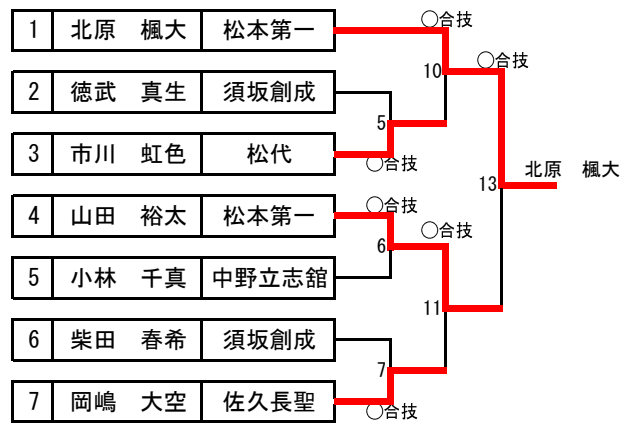 ○合技
1 北原　楓大 松本第一
○合技
10
2 徳武　真生 須坂創成
5
3 市川　虹色 松代
○合技
北原　楓大
13
○合技
4 山田　裕太 松本第一
○合技
6
5 小林　千真 中野立志舘
11
6 柴田　春希 須坂創成
7
7 岡嶋　大空 佐久長聖
○合技